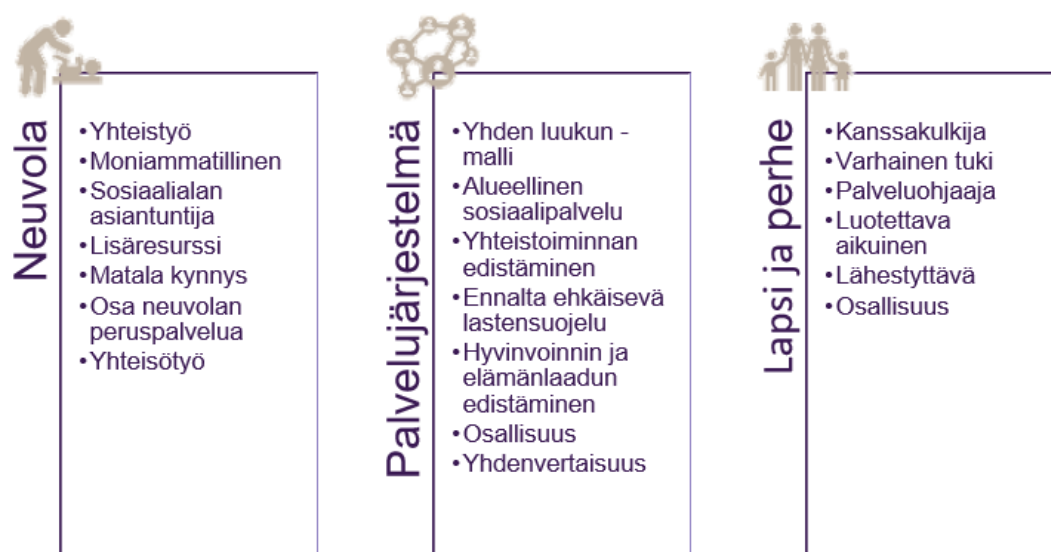 Neuvola
•Yhteistyö
•Moniammatillinen
•Sosiaalialan
asiantuntija
•Lisäresurssi
•Matala kynnys
•Osa neuvolan
peruspalvelua
•Yhteisötyö
Palvelujärjestelmä
•Yhden luukun -
malli
•Alueellinen
sosiaalipalvelu
•Yhteistoiminnan
edistäminen
•Ennalta ehkäisevä
lastensuojelu
•Hyvinvoinnin ja
elämänlaadun
edistäminen
•Osallisuus
•Yhdenvertaisuus
Lapsi ja perhe
•Kanssakulkija
•Varhainen tuki
•Palveluohjaaja
•Luotettava
aikuinen
•Lähestyttävä
•Osallisuus